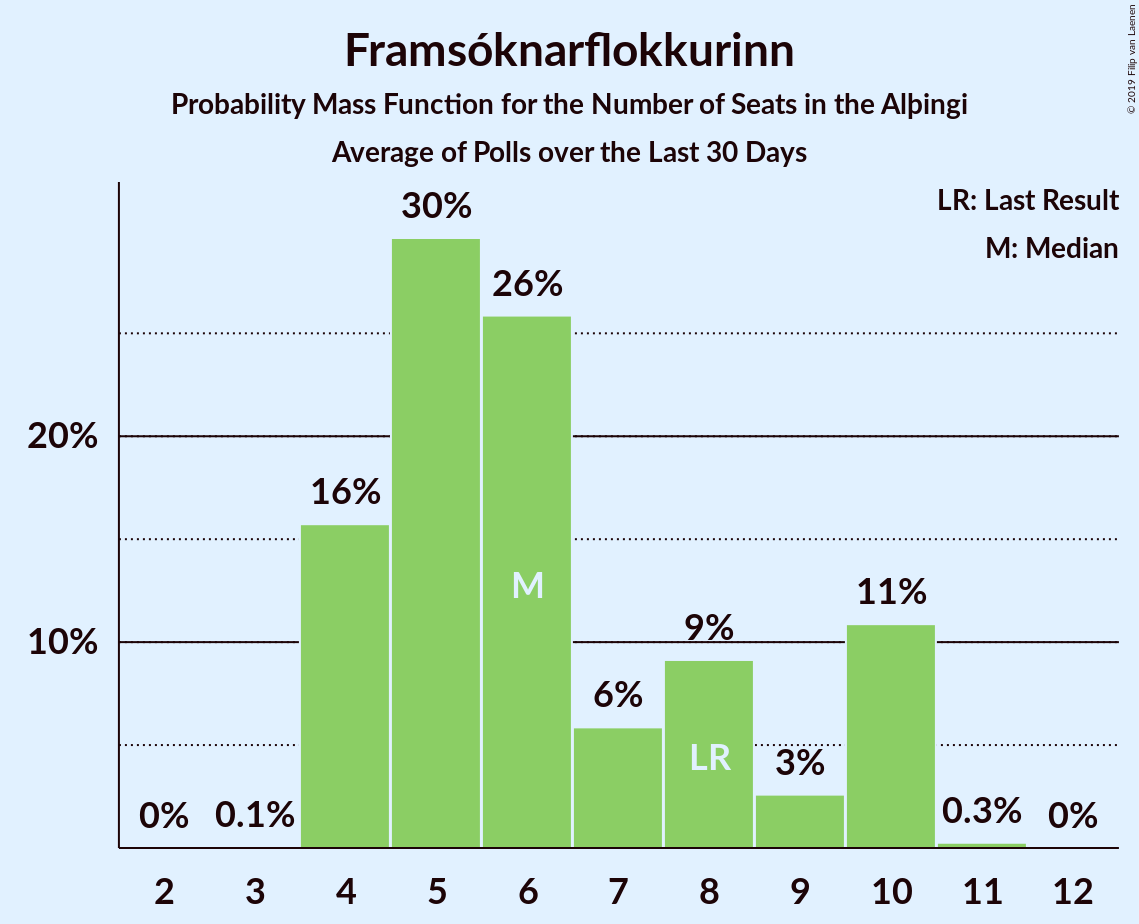 Framsóknarflokkurinn
Probability Mass Function for the Number of Seats in the Alþingi
Average of Polls over the Last 30 Days
© 2019 Filip van Laenen
LR: Last Result
M: Median
30%
26%
20%
16%
M
11%
9%
10%
6%
LR
3%
0%
0.1%
0.3%
0%
2 3 4 5 6 7 8 9 10 11 12